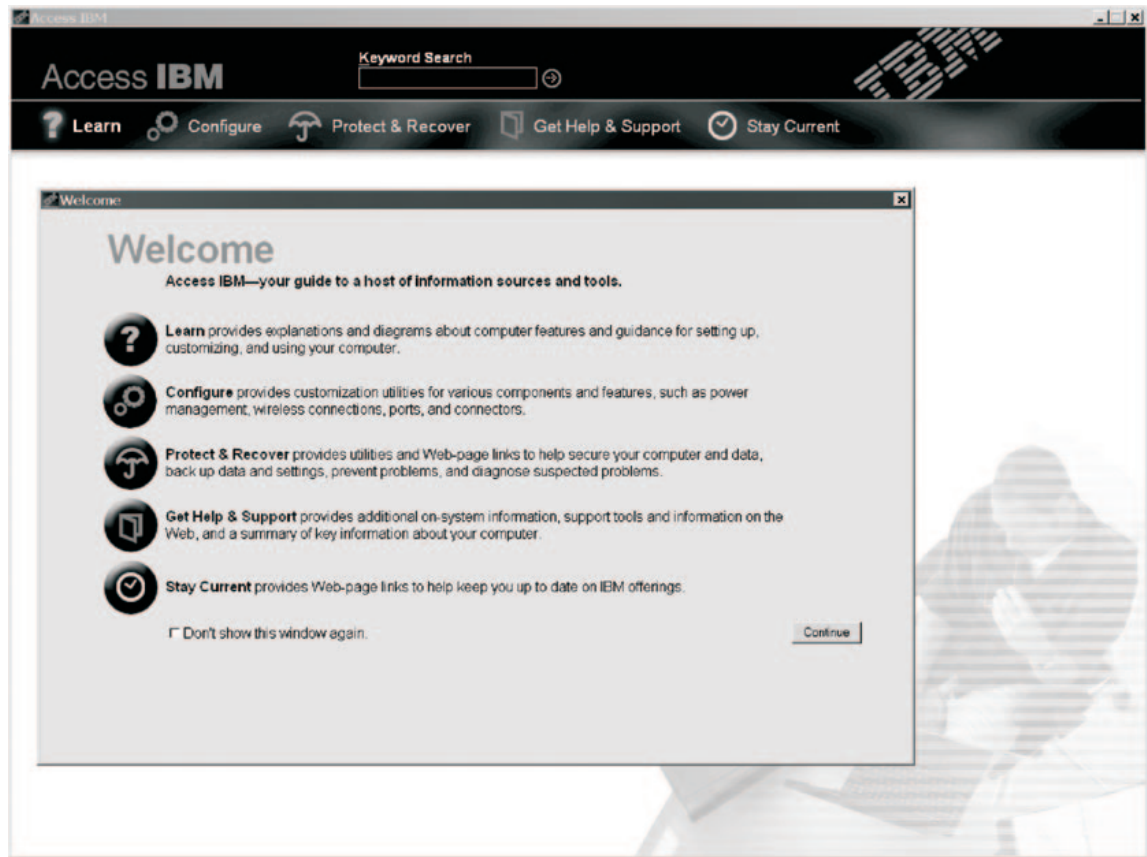 Access IBM
Keyword Search
Access IBM
IBM
Learn Configure Protect & Recover Get Help & Support Stay Current
Welcome
Welcome
Access IBM—your guide to a host of information sources and tools.
Learn provides explanations and diagrams about computer features and guidance for setting up,
customizing, and using your computer.
Configure provides customization utilities for various components and features, such as power
management, wireless connections, ports, and connectors.
Protect & Recover provides utilities and Web-page links to help secure your computer and data,
back up data and settings, prevent problems, and diagnose suspected problems.
Get Help & Support provides additional on-system information, support tools and information on the
Web, and a summary of key information about your computer.
Stay Current provides Web-page links to help keep you up to date on IBM offerings.
Don't show this window again.
Continue